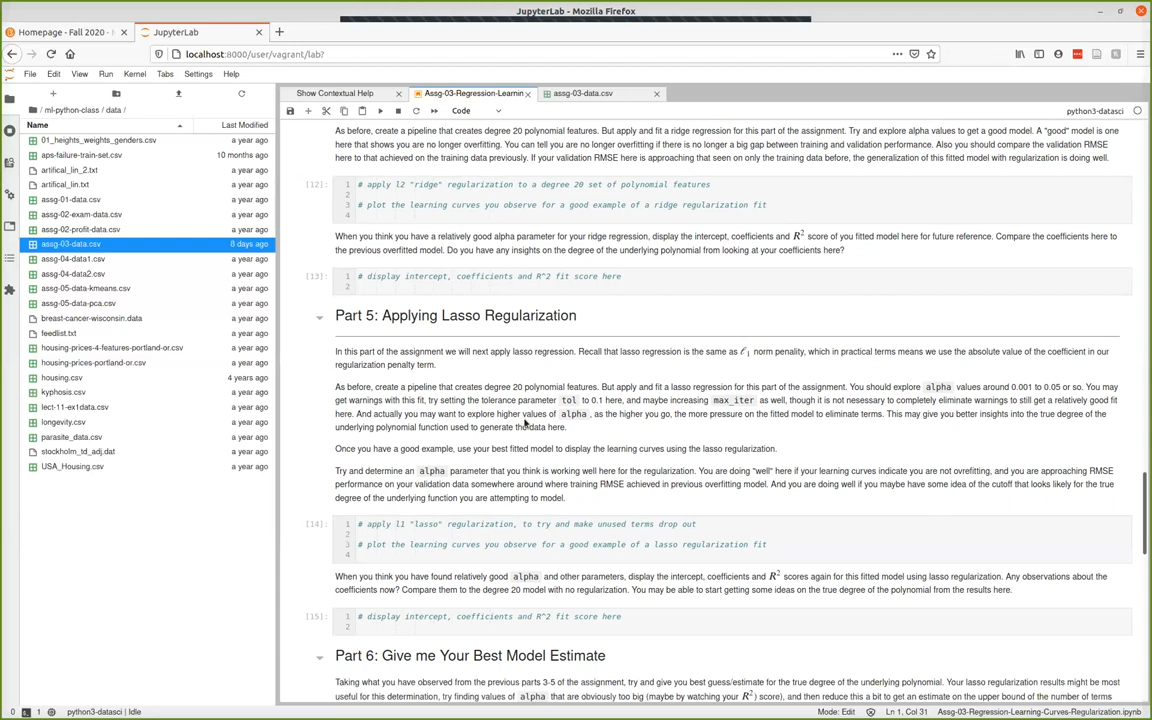 JupyterLab - Mozilla Firefox
Homepage - Fall 2020 -
JupyterLab
localhost:8000/user/vagrant/lab?
File Edit View Run Kernel Tabs Settings Help
/ ml-python-class / data /
Name Last Modified
01_heights_weights_genders.csv a year ago
aps-failure-train-set.csv 10 months ago
artifical_lin_2.txt a year ago
artifical_lin.txt a year ago
assg-01-data.csv a year ago
assg-02-exam-data.csv a year ago
assg-02-profit-data.csv a year ago
assg-03-data.csv 8 days ago
assg-04-data1.csv a year ago
assg-04-data2.csv a year ago
assg-05-data-kmeans.csv a year ago
assg-05-data-pca.csv a year ago
breast-cancer-wisconsin.data a year ago
feedlist.txt a year ago
housing-prices-4-features-portland-or.csv a year ago
housing-prices-portland-or.csv a year ago
housing.csv 4 years ago
kyphosis.csv a year ago
lect-11-ex1data.csv a year ago
longevity.csv a year ago
parasite_data.csv a year ago
stockholm_td_adj.dat a year ago
USA_Housing.csv a year ago
Show Contextual Help
Assg-03-Regression-Learnin
assg-03-data.csv
Code
python3-datasci
As before, create a pipeline that creates degree 20 polynomial features. But apply and fit a ridge regression for this part of the assignment. Try and explore alpha values to get a good model. A "good" model is one
here that shows you are no longer overfitting. You can tell you are no longer overfitting if there is no longer a big gap between training and validation performance. Also you should compare the validation RMSE
here to that achieved on the training data previously. If your validation RMSE here is approaching that seen on only the training data before, the generalization of this fitted model with regularization is doing well.
[12]: 1 # apply l2 "ridge" regularization to a degree 20 set of polynomial features
2
3 # plot the learning curves you observe for a good example of a ridge regularization fit
4
When you think you have a relatively good alpha parameter for your ridge regression, display the intercept, coefficients and R² score of you fitted model here for future reference. Compare the coefficients here to
the previous overfitted model. Do you have any insights on the degree of the underlying polynomial from looking at your coefficients here?
[13]: 1 # display intercept, coefficients and R^2 fit score here
2
Part 5: Applying Lasso Regularization
In this part of the assignment we will next apply lasso regression. Recall that lasso regression is the same as ℓ₁ norm penality, which in practical terms means we use the absolute value of the coefficient in our
regularization penalty term.
As before, create a pipeline that creates degree 20 polynomial features. But apply and fit a lasso regression for this part of the assignment. You should explore alpha values around 0.001 to 0.05 or so. You may
get warnings with this fit, try setting the tolerance parameter tol to 0.1 here, and maybe increasing max_iter as well, though it is not nesessary to completely eliminate warnings to still get a relatively good fit
here. And actually you may want to explore higher values of alpha , as the higher you go, the more pressure on the fitted model to eliminate terms. This may give you better insights into the true degree of the
underlying polynomial function used to generate the data here.
Once you have a good example, use your best fitted model to display the learning curves using the lasso regularization.
Try and determine an alpha parameter that you think is working well here for the regularization. You are doing "well" here if your learning curves indicate you are not ovrefitting, and you are approaching RMSE
performance on your validation data somewhere around where training RMSE achieved in previous overfitting model. And you are doing well if you maybe have some idea of the cutoff that looks likely for the true
degree of the underlying function you are attempting to model.
[14]: 1 # apply l1 "lasso" regularization, to try and make unused terms drop out
2
3 # plot the learning curves you observe for a good example of a lasso regularization fit
4
When you think you have found relatively good alpha and other parameters, display the intercept, coefficients and R² scores again for this fitted model using lasso regularization. Any observations about the
coefficients now? Compare them to the degree 20 model with no regularization. You may be able to start getting some ideas on the true degree of the polynomial from the results here.
[15]: 1 # display intercept, coefficients and R^2 fit score here
2
Part 6: Give me Your Best Model Estimate
Taking what you have observed from the previous parts 3-5 of the assignment, try and give you best guess/estimate for the true degree of the underlying polynomial. Your lasso regularization results might be most
useful for this determination, try finding values of alpha that are obviously too big (maybe by watching your R²) score), and then reduce this a bit to get an estimate on the upper bound of the number of terms
0 1 python3-datasci | Idle
Mode: Edit Ln 1, Col 31 Assg-03-Regression-Learning-Curves-Regularization.ipynb